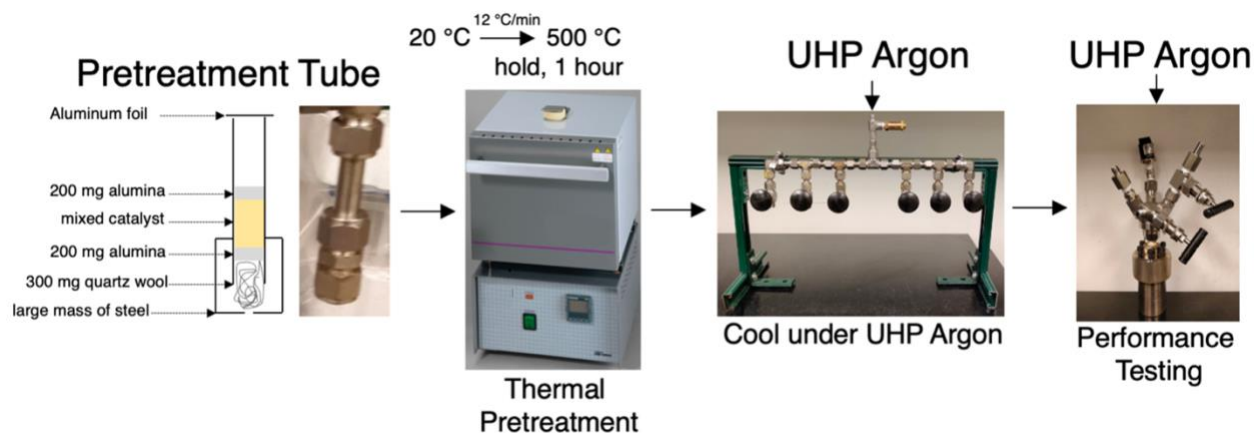 Pretreatment Tube
Aluminum foil
200 mg alumina
mixed catalyst
200 mg alumina
300 mg quartz wool
large mass of steel
12 °C/min
20 °C 500 °C
hold, 1 hour
Thermal
Pretreatment
UHP Argon
Cool under UHP Argon
UHP Argon
Performance
Testing